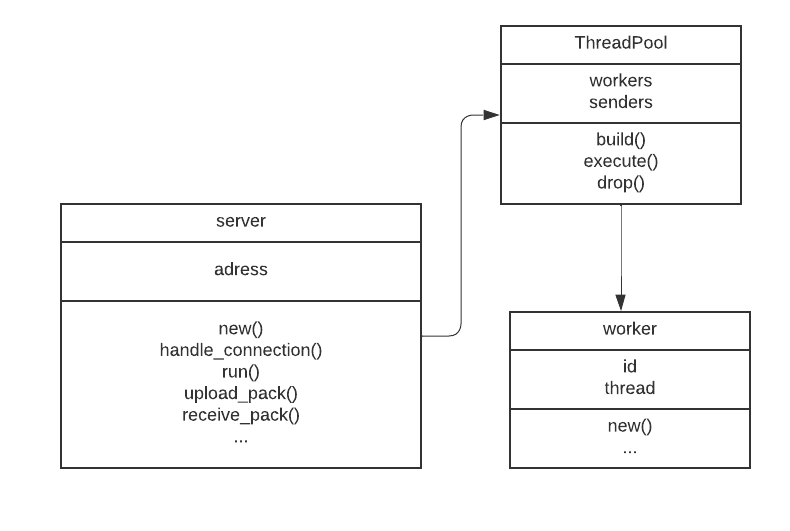 ThreadPool
workers
senders
build()
execute()
drop()
server
adress
new()
handle_connection()
run()
upload_pack()
receive_pack()
...
worker
id
thread
new()
...